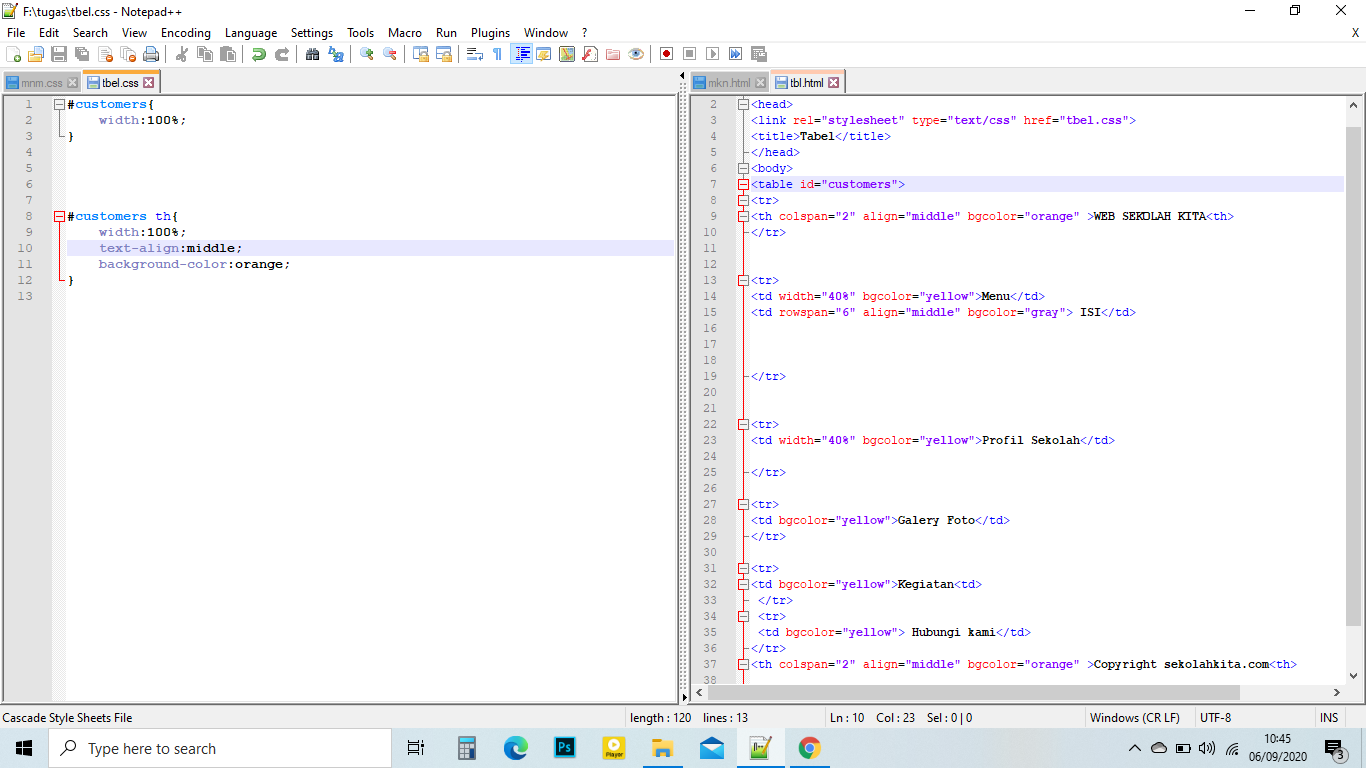 F:\tugas\tbel.css - Notepad++
File Edit Search View Encoding Language Settings Tools Macro Run Plugins Window ? X
mnm.css tbel.css
1 #customers{
2 width:100%;
3 }
4
5
6
7
8 #customers th{
9 width:100%;
10 text-align:middle;
11 background-color:orange;
12 }
13
mkn.html tbl.html
2 <head>
3 <link rel="stylesheet" type="text/css" href="tbel.css">
4 <title>Tabel</title>
5 </head>
6 <body>
7 <table id="customers">
8 <tr>
9 <th colspan="2" align="middle" bgcolor="orange" >WEB SEKOLAH KITA<th>
10 </tr>
11
12
13 <tr>
14 <td width="40%" bgcolor="yellow">Menu</td>
15 <td rowspan="6" align="middle" bgcolor="gray"> ISI</td>
16
17
18
19 </tr>
20
21
22 <tr>
23 <td width="40%" bgcolor="yellow">Profil Sekolah</td>
24
25 </tr>
26
27 <tr>
28 <td bgcolor="yellow">Galery Foto</td>
29 </tr>
30
31 <tr>
32 <td bgcolor="yellow">Kegiatan<td>
33 </tr>
34 <tr>
35 <td bgcolor="yellow"> Hubungi kami</td>
36 </tr>
37 <th colspan="2" align="middle" bgcolor="orange" >Copyright sekolahkita.com<th>
38
Cascade Style Sheets File length : 120 lines : 13 Ln : 10 Col : 23 Sel : 0 | 0 Windows (CR LF) UTF-8 INS
Type here to search
Ps
Player
10:45
06/09/2020
3